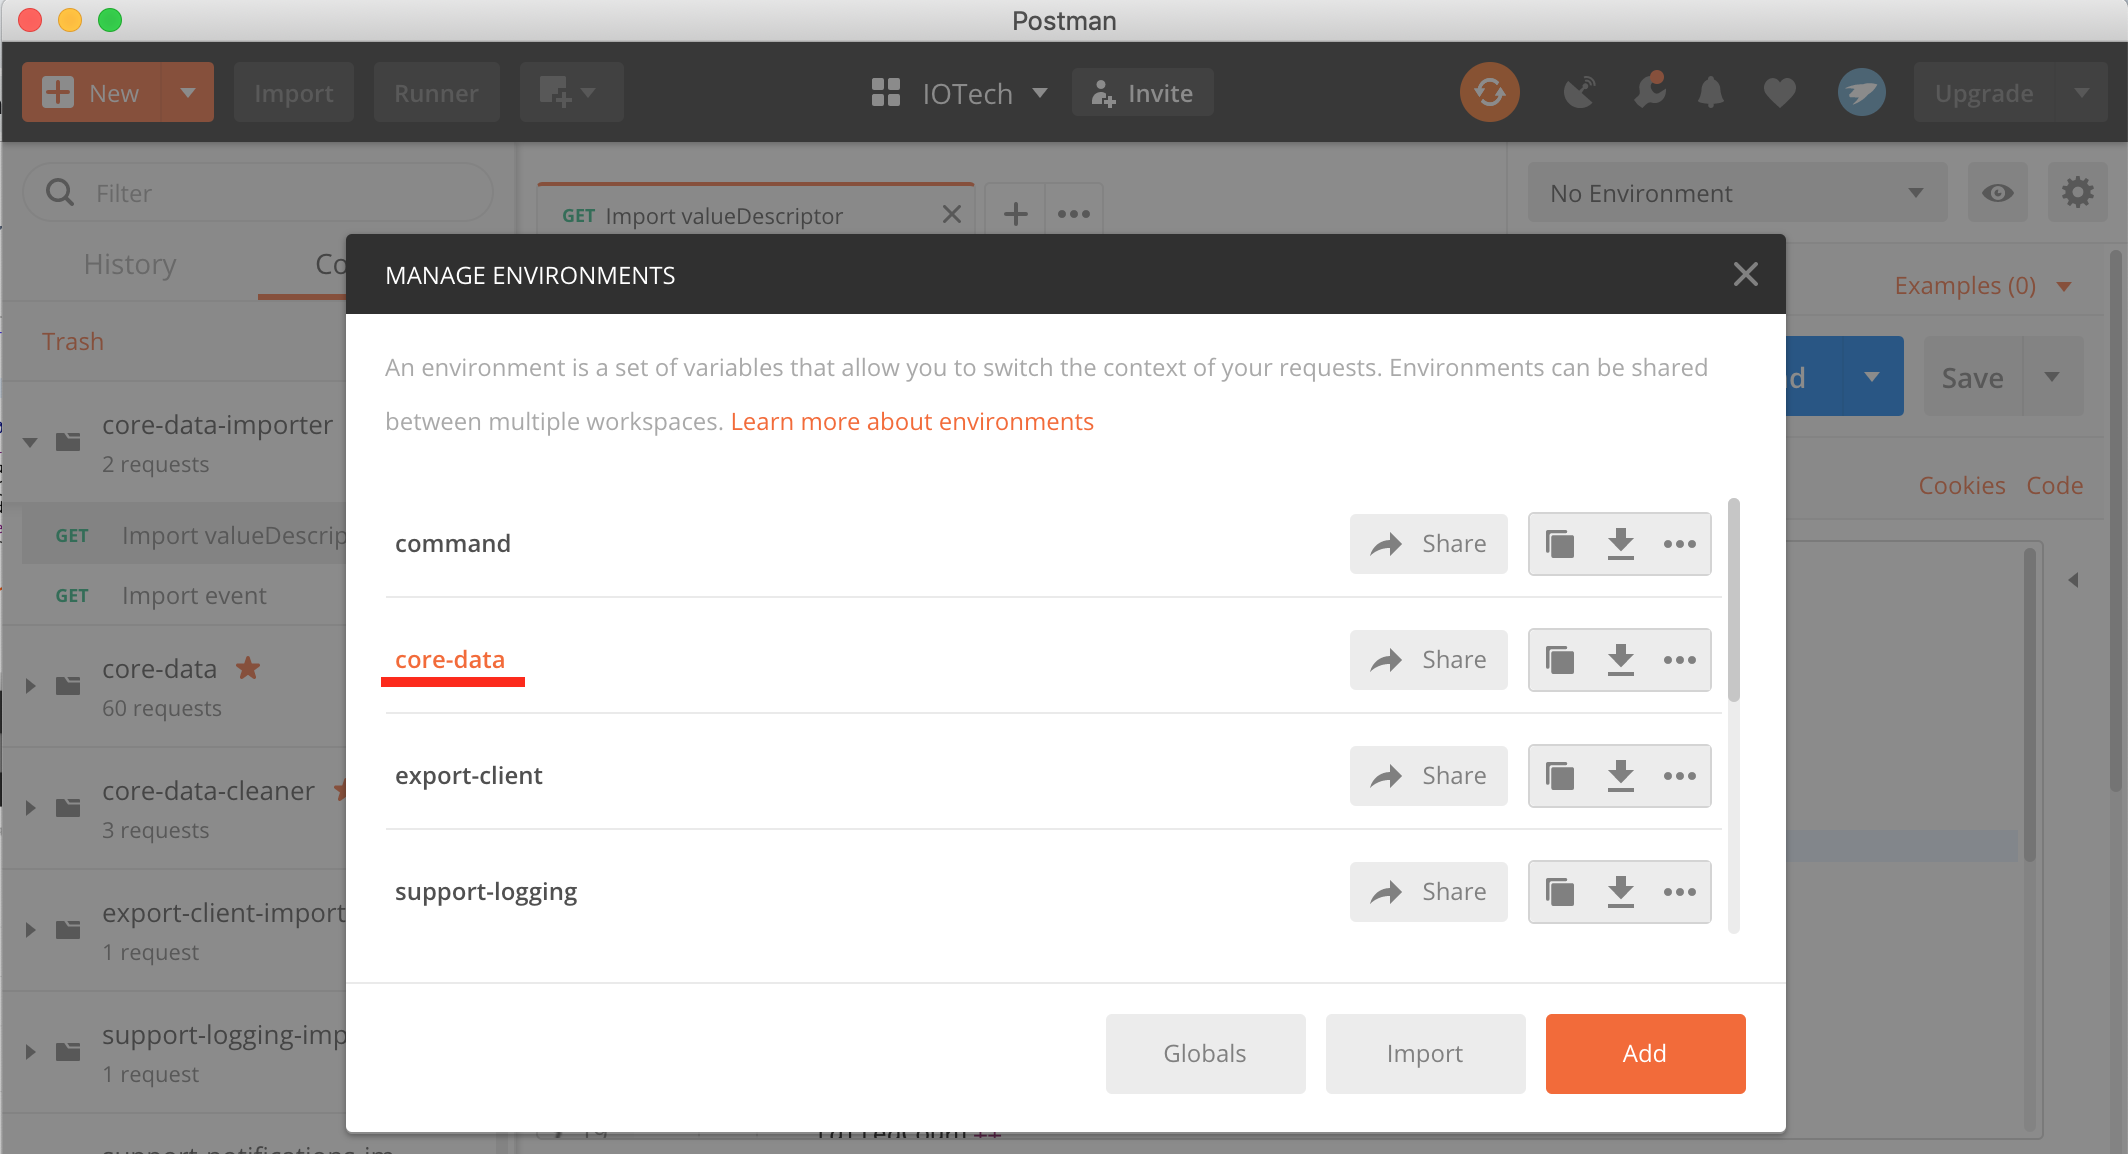 Postman
New
Import
Runner
IOTech
Invite
Upgrade
Filter
GET Import valueDescriptor
No Environment
History
Examples (0)
Trash
Save
core-data-importer
2 requests
Cookies Code
GET Import valueDescrip
GET Import event
core-data
60 requests
core-data-cleaner
3 requests
export-client-import
1 request
support-logging-imp
1 request
MANAGE ENVIRONMENTS
An environment is a set of variables that allow you to switch the context of your requests. Environments can be shared
between multiple workspaces. Learn more about environments
command Share
core-data Share
export-client Share
support-logging Share
Globals
Import
Add